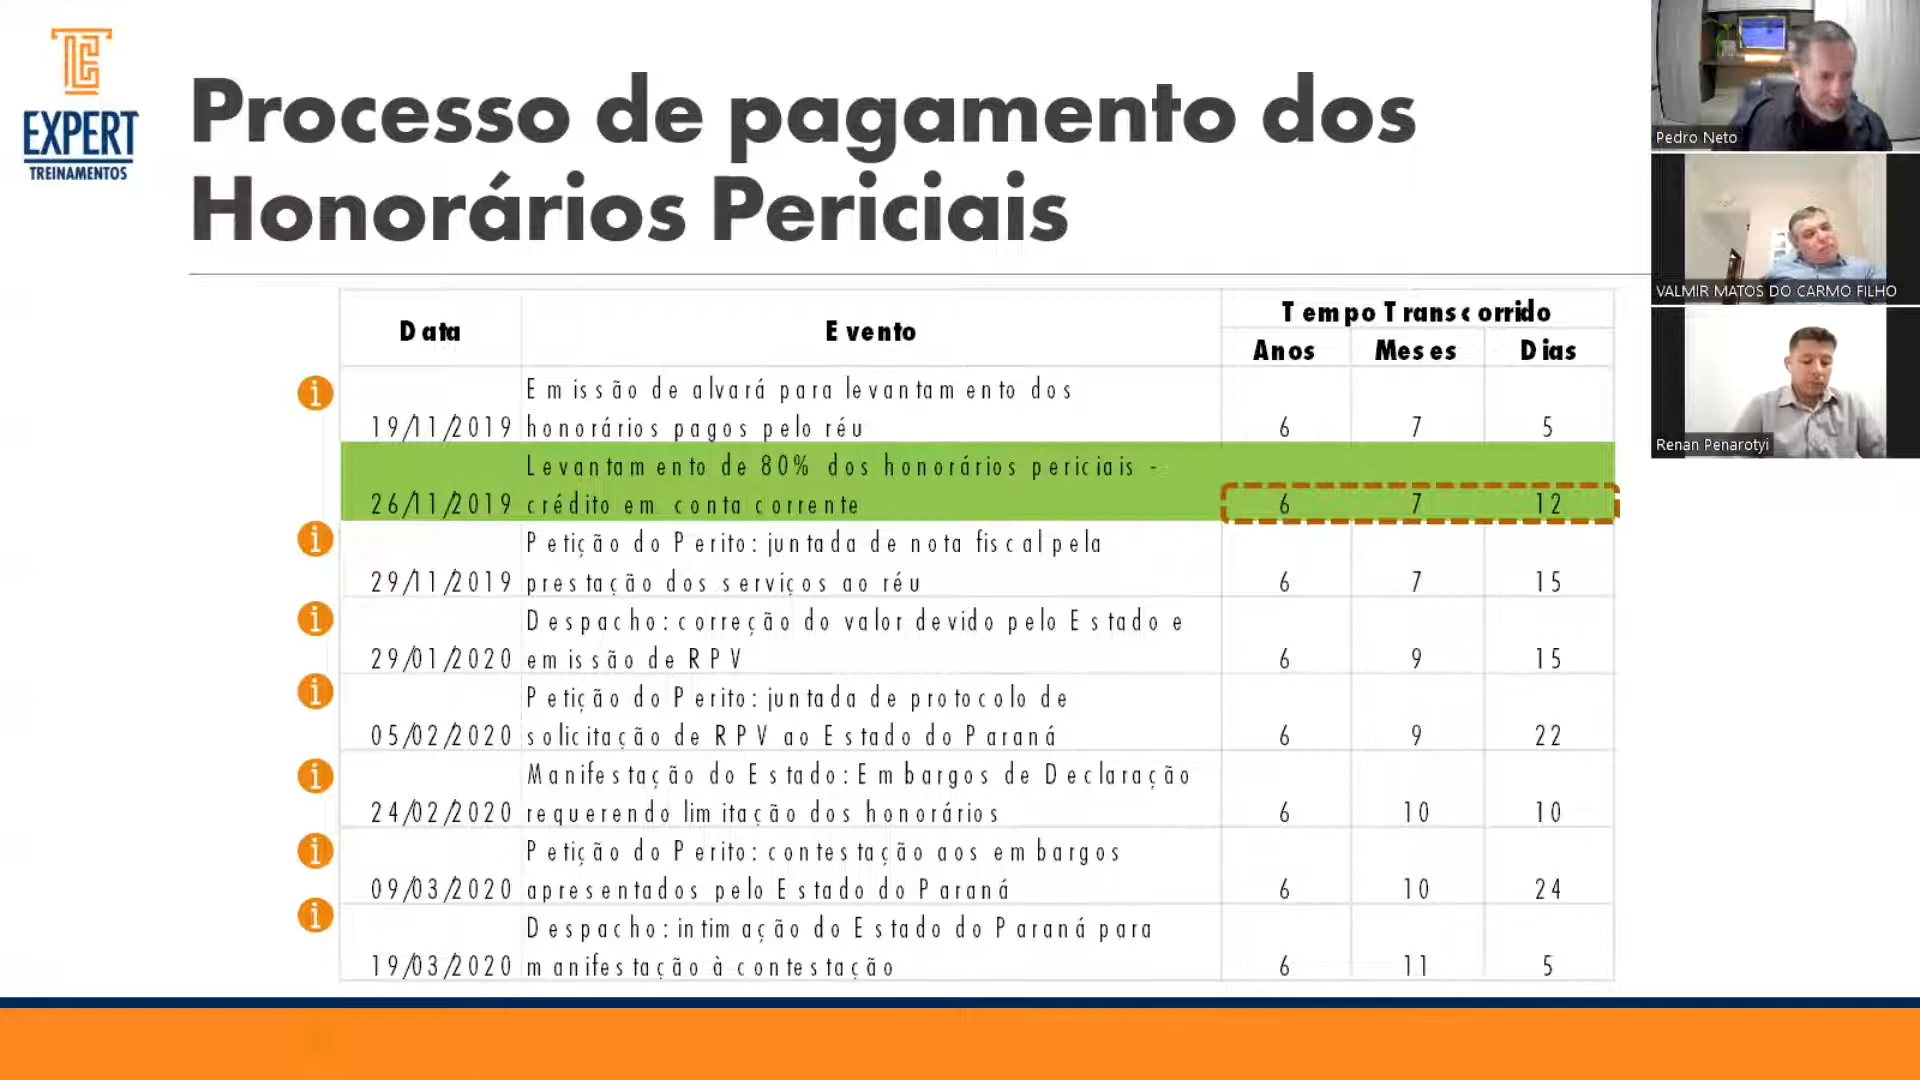 EXPERT
TREINAMENTOS
Processo de pagamento dos
Honorários Periciais
Data Evento Tempo Transcorrido
Anos Meses Dias
Emissão de alvará para levantamento dos
19/11/2019 honorários pagos pelo réu 6 7 5
Levantamento de 80% dos honorários periciais -
26/11/2019 crédito em conta corrente 6 7 12
Petição do Perito: juntada de nota fiscal pela
29/11/2019 prestação dos serviços ao réu 6 7 15
Despacho: correção do valor devido pelo Estado e
29/01/2020 emissão de RPV 6 9 15
Petição do Perito: juntada de protocolo de
05/02/2020 solicitação de RPV ao Estado do Paraná 6 9 22
Manifestação do Estado: Embargos de Declaração
24/02/2020 requerendo limitação dos honorários 6 10 10
Petição do Perito: contestação aos embargos
09/03/2020 apresentados pelo Estado do Paraná 6 10 24
Despacho: intimação do Estado do Paraná para
19/03/2020 manifestação à contestação 6 11 5
Pedro Neto
VALMIR MATOS DO CARMO FILHO
Renan Penarotyi